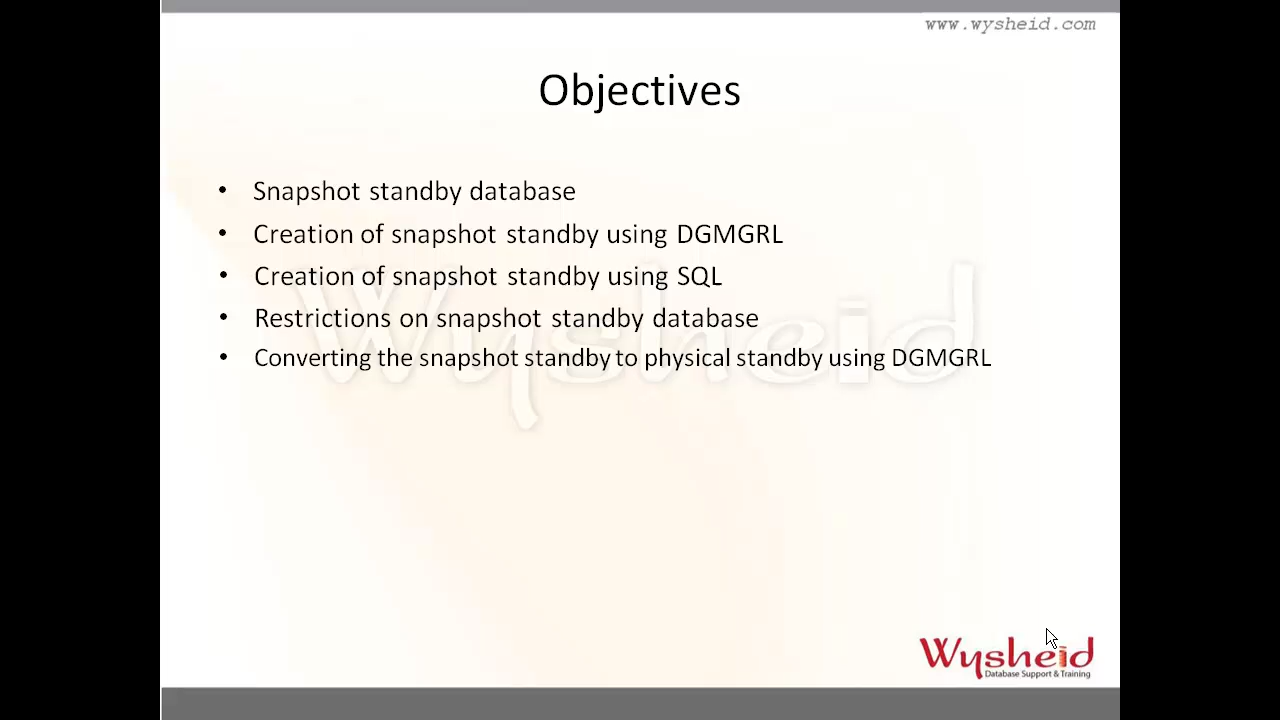 www.wysheid.com
Objectives
• Snapshot standby database
• Creation of snapshot standby using DGMGRL
• Creation of snapshot standby using SQL
• Restrictions on snapshot standby database
• Converting the snapshot standby to physical standby using DGMGRL
Wysheid
Wysheid
Database Support & Training